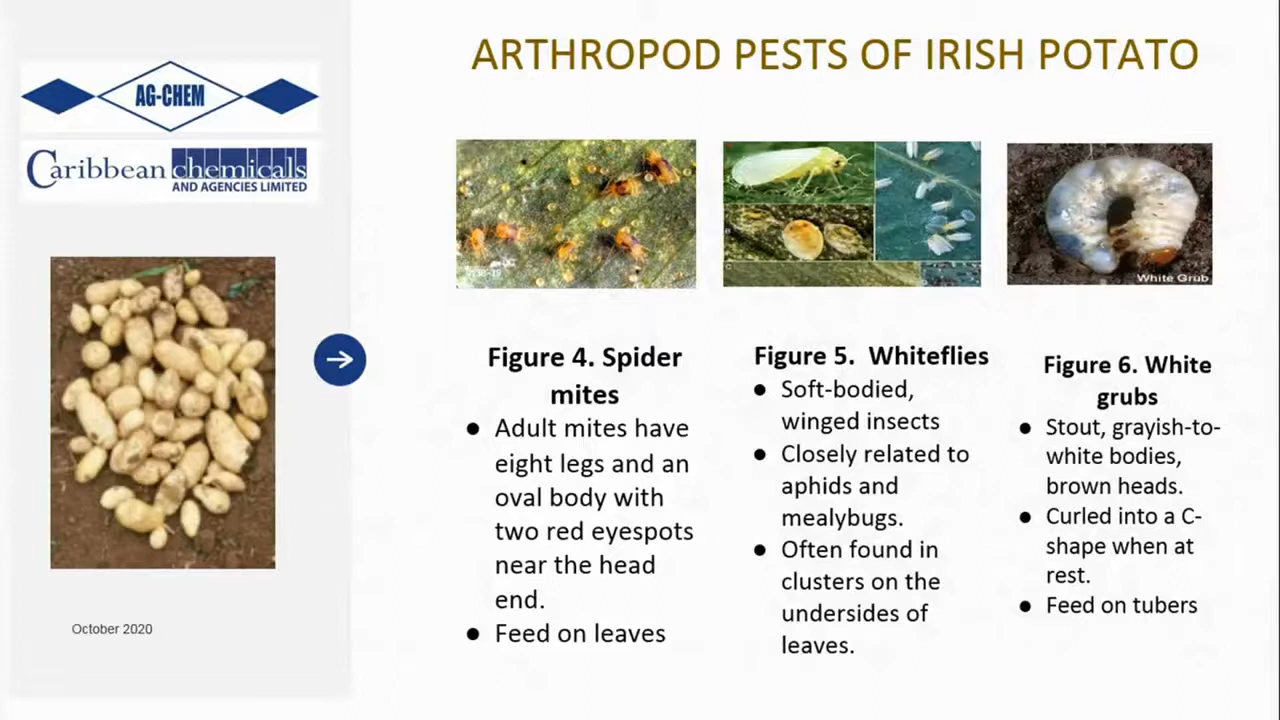 ARTHROPOD PESTS OF IRISH POTATO
AG-CHEM
Caribbean chemicals
AND AGENCIES LIMITED
October 2020
White Grub
Figure 4. Spider
mites
● Adult mites have
eight legs and an
oval body with
two red eyespots
near the head
end.
● Feed on leaves
Figure 5.  Whiteflies
● Soft-bodied,
winged insects
● Closely related to
aphids and
mealybugs.
● Often found in
clusters on the
undersides of
leaves.
Figure 6. White
grubs
● Stout, grayish-to-
white bodies,
brown heads.
● Curled into a C-
shape when at
rest.
● Feed on tubers